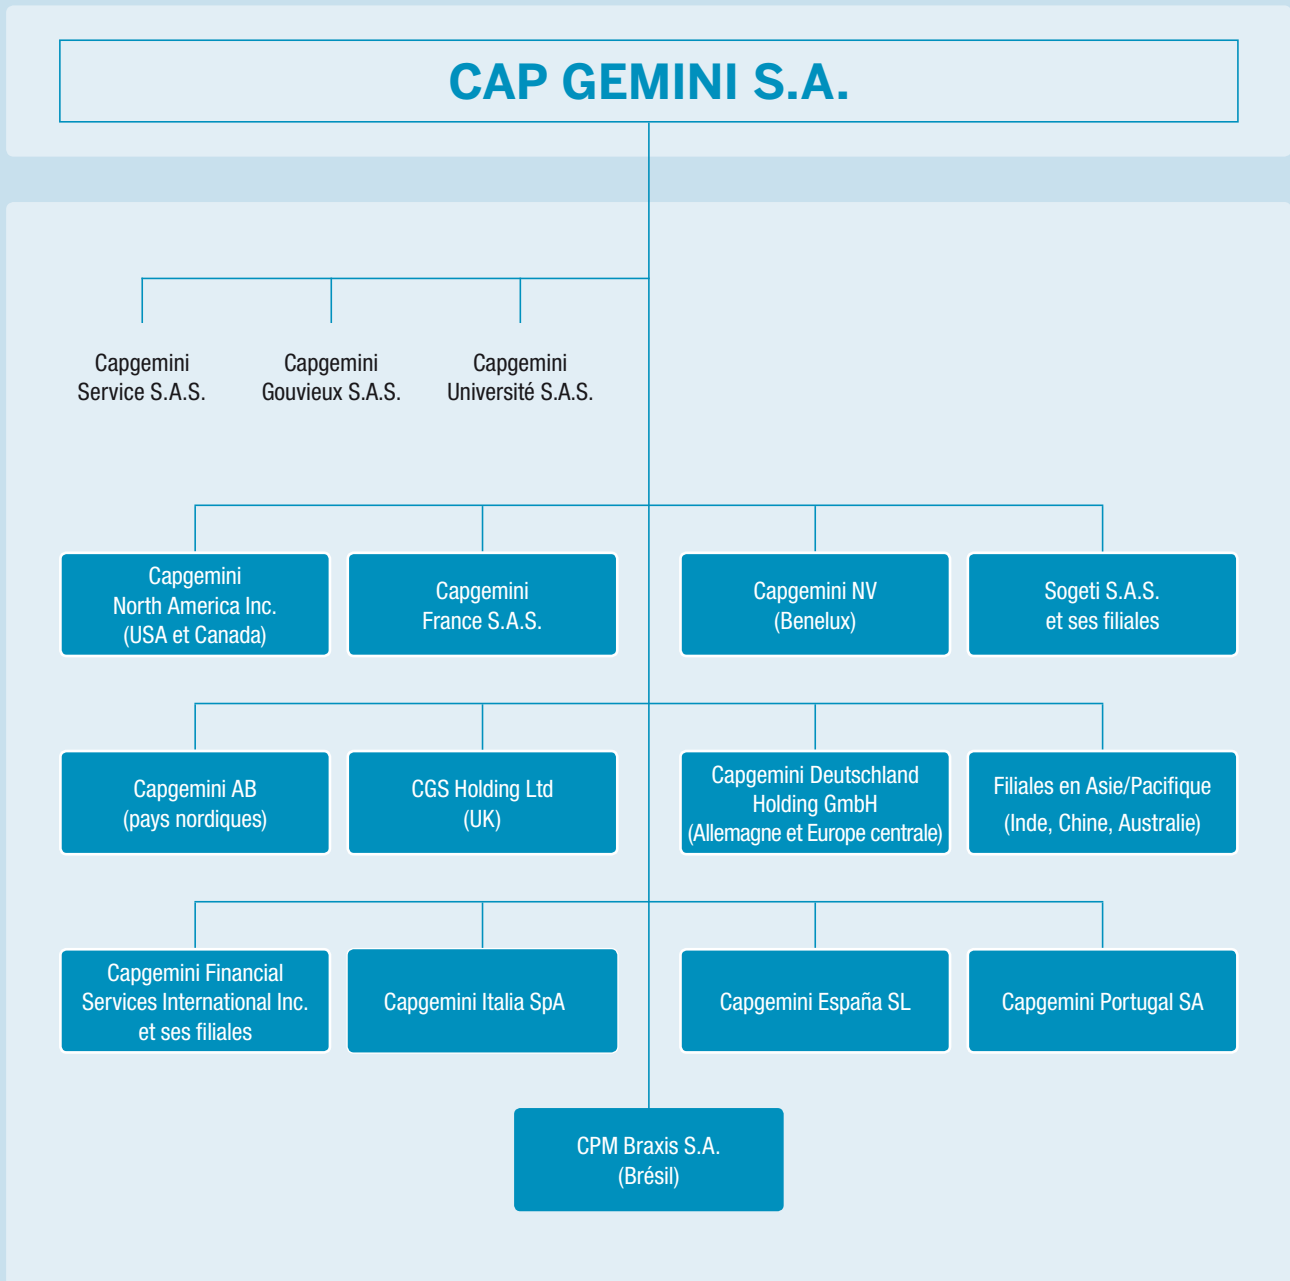 CAP GEMINI S.A.
Capgemini
Service S.A.S.
Capgemini
Gouvieux S.A.S.
Capgemini
Université S.A.S.
Capgemini
North America Inc.
(USA et Canada)
Capgemini
France S.A.S.
Capgemini NV
(Benelux)
Sogeti S.A.S.
et ses filiales
Capgemini AB
(pays nordiques)
CGS Holding Ltd
(UK)
Capgemini Deutschland
Holding GmbH
(Allemagne et Europe centrale)
Filiales en Asie/Pacifique
(Inde, Chine, Australie)
Capgemini Financial
Services International Inc.
et ses filiales
Capgemini Italia SpA
Capgemini España SL
Capgemini Portugal SA
CPM Braxis S.A.
(Brésil)